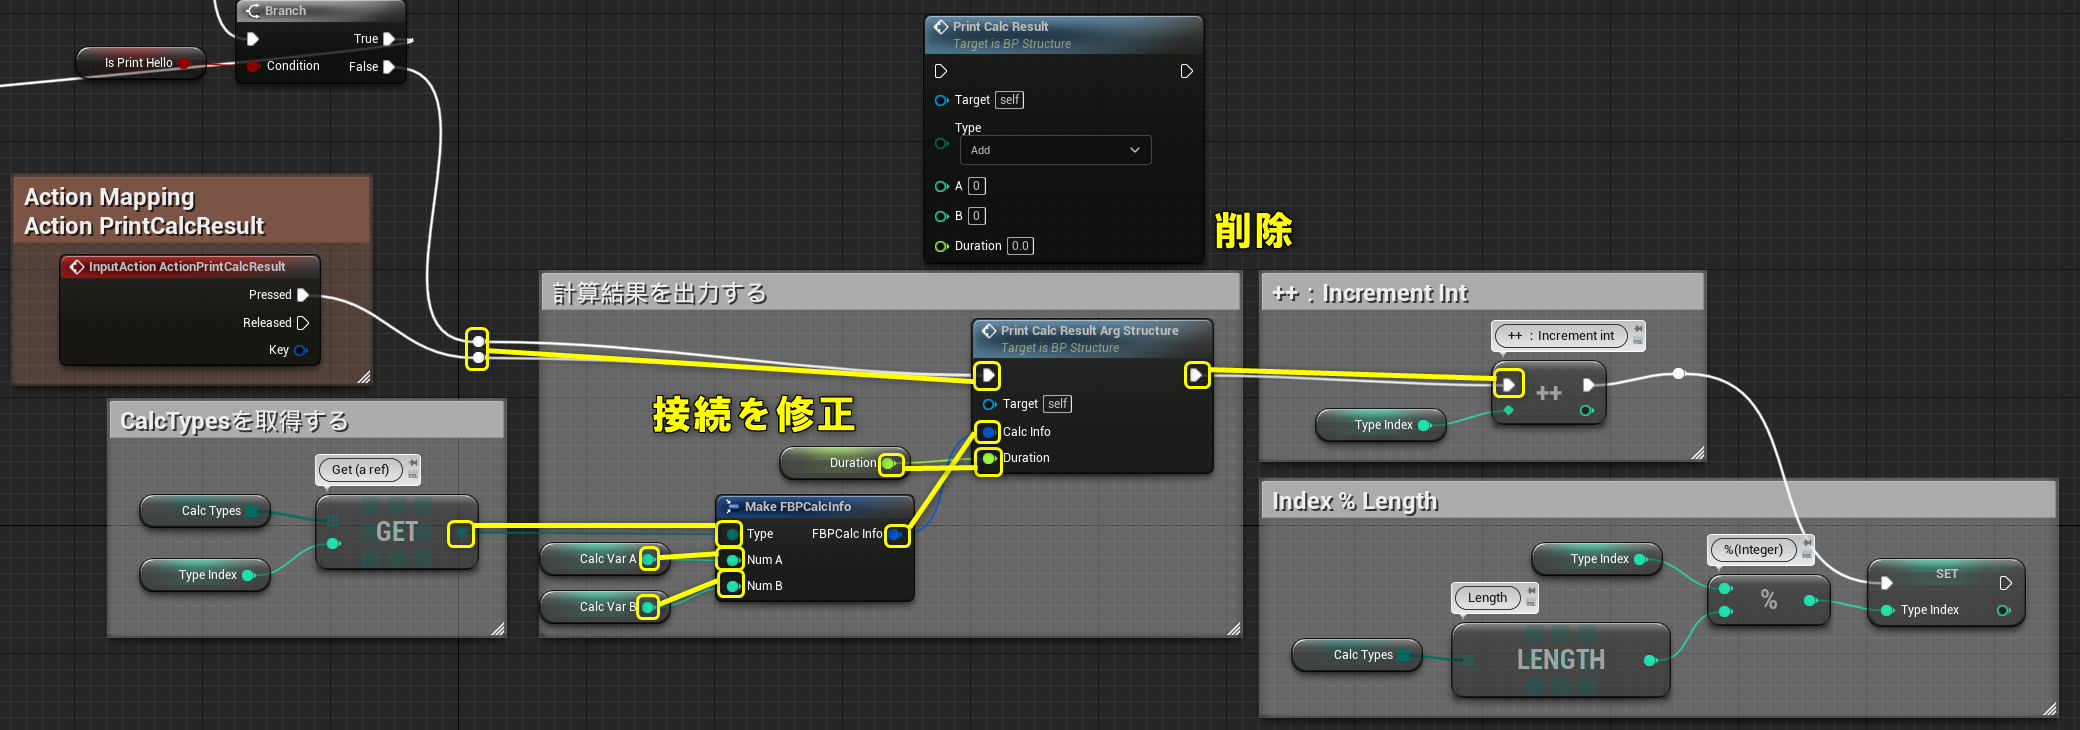 Branch
True
Is Print Hello
Condition
False
Print Calc Result
Target is BP Structure
Target
self
Type
Add
A
0
B
0
Duration
0.0
削除
Action Mapping
Action PrintCalcResult
InputAction ActionPrintCalcResult
Pressed
Released
Key
計算結果を出力する
Print Calc Result Arg Structure
Target is BP Structure
Target
self
Calc Info
Duration
接続を修正
Duration
Make FBPCalcInfo
Type
FBPCalc Info
Num A
Num B
Calc Var A
Calc Var B
CalcTypesを取得する
Get (a ref)
Calc Types
GET
Type Index
++ : Increment Int
++ : Increment int
++
Type Index
Index % Length
Type Index
%(Integer)
%
SET
Type Index
Length
Calc Types
LENGTH